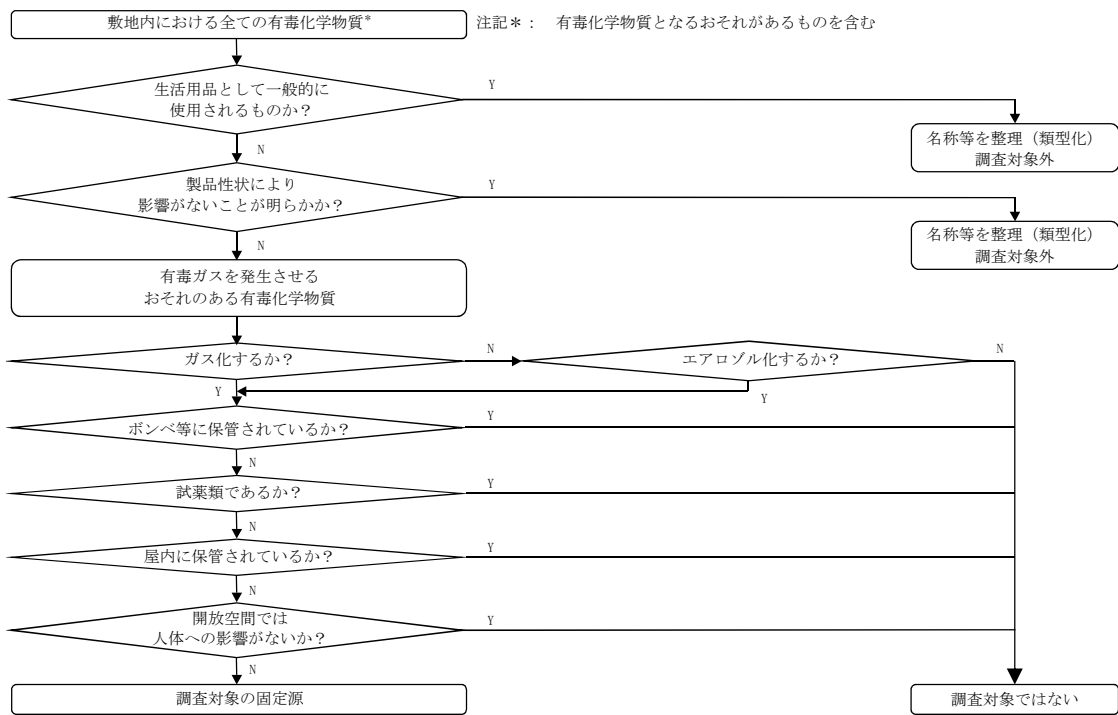 敷地内における全ての有毒化学物質*
注記＊： 有毒化学物質となるおそれがあるものを含む
生活用品として一般的に
使用されるものか？
Y
N
名称等を整理（類型化）
調査対象外
製品性状により
影響がないことが明らかか？
Y
N
名称等を整理（類型化）
調査対象外
有毒ガスを発生させる
おそれのある有毒化学物質
ガス化するか？
N
エアロゾル化するか？
N
Y
Y
ボンベ等に保管されているか？
Y
N
試薬類であるか？
Y
N
屋内に保管されているか？
Y
N
開放空間では
人体への影響がないか？
Y
N
調査対象の固定源
調査対象ではない